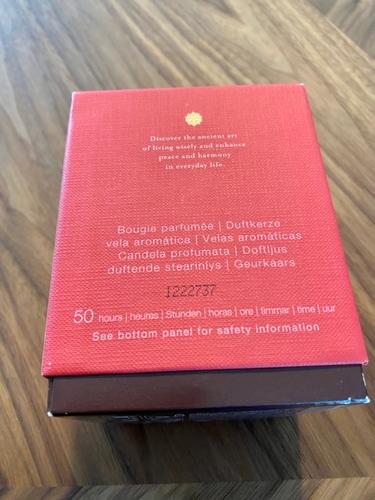 Discover the ancient art
of living wisely and enhance
peace and harmony
in everyday life.
Bougie parfumée | Duftkerze
vela aromàtica | Velas aromàticas
Candela profumata | Doftljus
duftende stearinlys | Geurkaars
1222737
50 hours | heures | Stunden | horas | ore | timmar | time | uur
See bottom panel for safety information